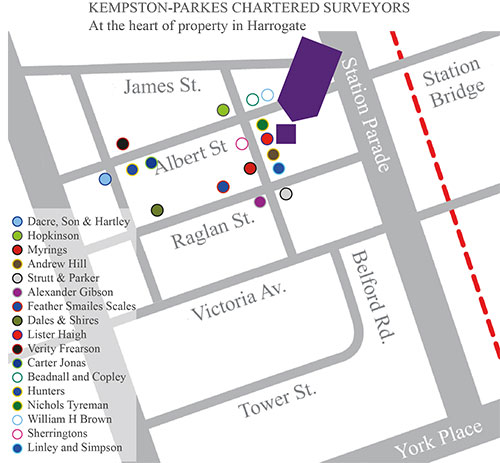 KEMPSTON-PARKES CHARTERED SURVEYORS
At the heart of property in Harrogate
James St.
Station Parade
Station
Bridge
Albert St
Raglan St.
Victoria Av.
Belford Rd.
Tower St.
York Place
Dacre, Son & Hartley
Hopkinson
Myrings
Andrew Hill
Strutt & Parker
Alexander Gibson
Feather Smailes Scales
Dales & Shires
Lister Haigh
Verity Frearson
Carter Jonas
Beadnall and Copley
Hunters
Nichols Tyreman
William H Brown
Sherringtons
Linley and Simpson